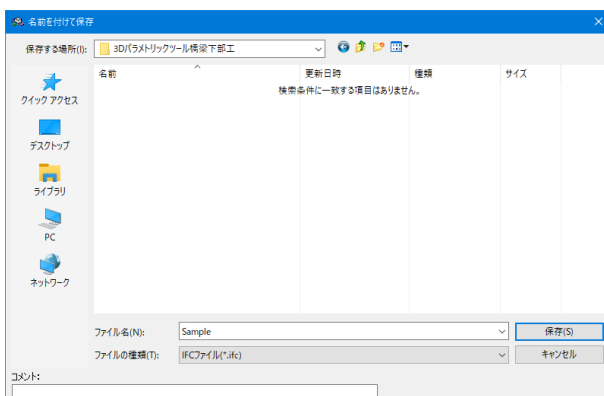 名前を付けて保存
保存する場所(I):
3Dパラメトリックツール橋梁下部工
名前
更新日時
種類
サイズ
検索条件に一致する項目はありません。
クイック アクセス
デスクトップ
ライブラリ
PC
ネットワーク
ファイル名(N):
Sample
保存(S)
ファイルの種類(T):
IFCファイル(*.ifc)
キャンセル
コメント: